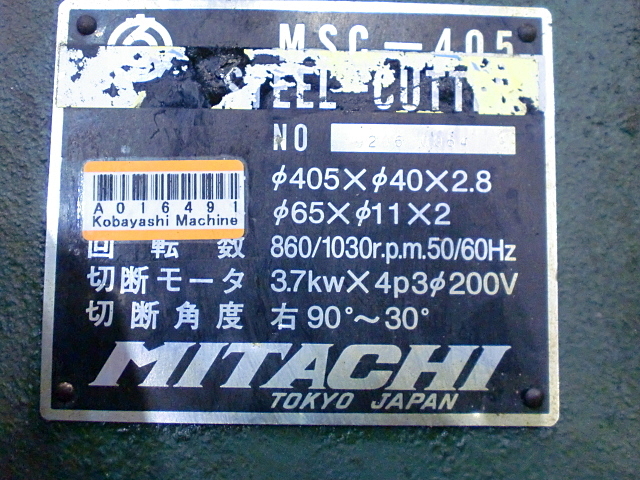 MSC-405
STEEL CUTT
NO
φ405×φ40×2.8
A016491
Kobayashi Machine
φ65×φ11×2
回転数 860/1030r.p.m.50/60Hz
切断モータ 3.7kw×4p3φ200V
切断角度 右90°~30°
MITACHI
TOKYO JAPAN